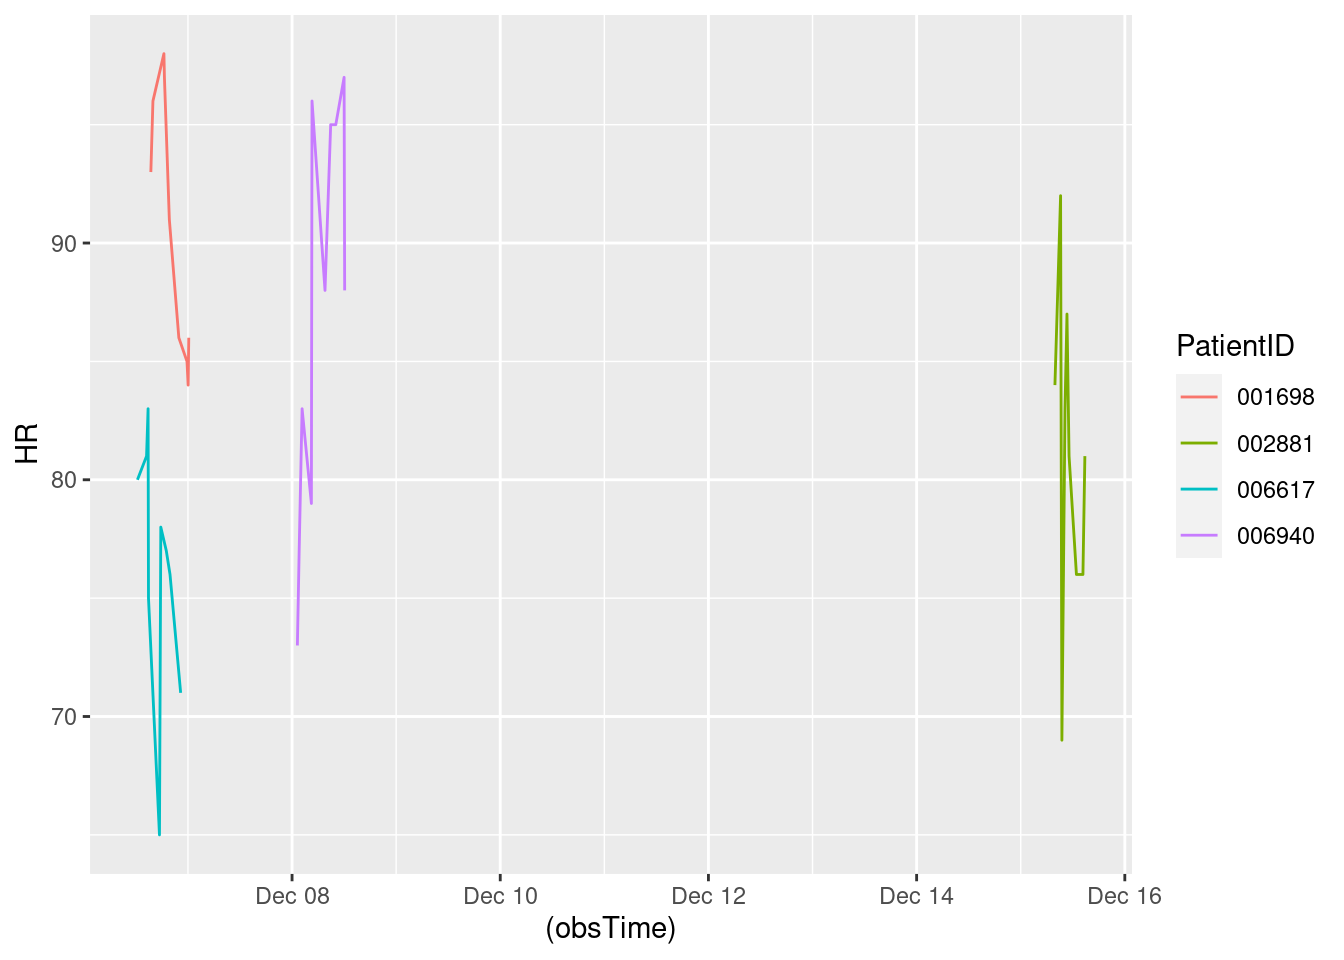 HR
90
80
70
Dec 08
Dec 10
Dec 12
Dec 14
Dec 16
(obsTime)
PatientID
001698
002881
006617
006940